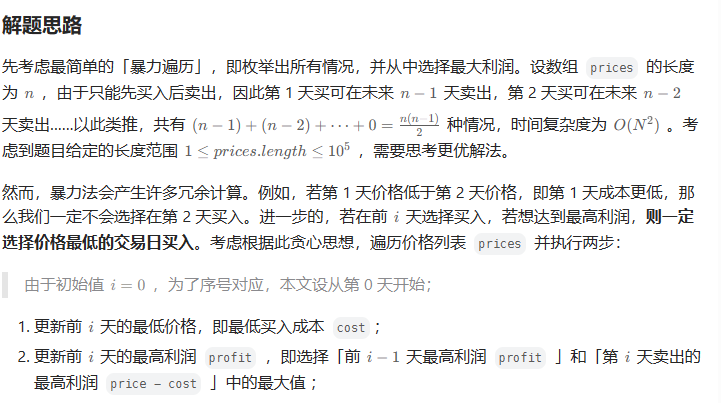 解题思路
先考虑最简单的「暴力遍历」，即枚举出所有情况，并从中选择最大利润。设数组 prices 的长度
为 n ，由于只能先买入后卖出，因此第 1 天买可在未来 n − 1 天卖出，第 2 天买可在未来 n − 2
天卖出……以此类推，共有 (n − 1) + (n − 2) + ⋯ + 0 = n(n−1)/2 种情况，时间复杂度为 O(N²) 。考
虑到题目给定的长度范围 1 ≤ prices.length ≤ 10⁵ ，需要思考更优解法。
然而，暴力法会产生许多冗余计算。例如，若第 1 天价格低于第 2 天价格，即第 1 天成本更低，那
么我们一定不会选择在第 2 天买入。进一步的，若在前 i 天选择买入，若想达到最高利润，则一定
选择价格最低的交易日买入。考虑根据此贪心思想，遍历价格列表 prices 并执行两步：
由于初始值 i = 0 ，为了序号对应，本文设从第 0 天开始；
1. 更新前 i 天的最低价格，即最低买入成本 cost ；
2. 更新前 i 天的最高利润 profit ，即选择「前 i − 1 天最高利润 profit 」和「第 i 天卖出的
最高利润 price - cost 」中的最大值 ；